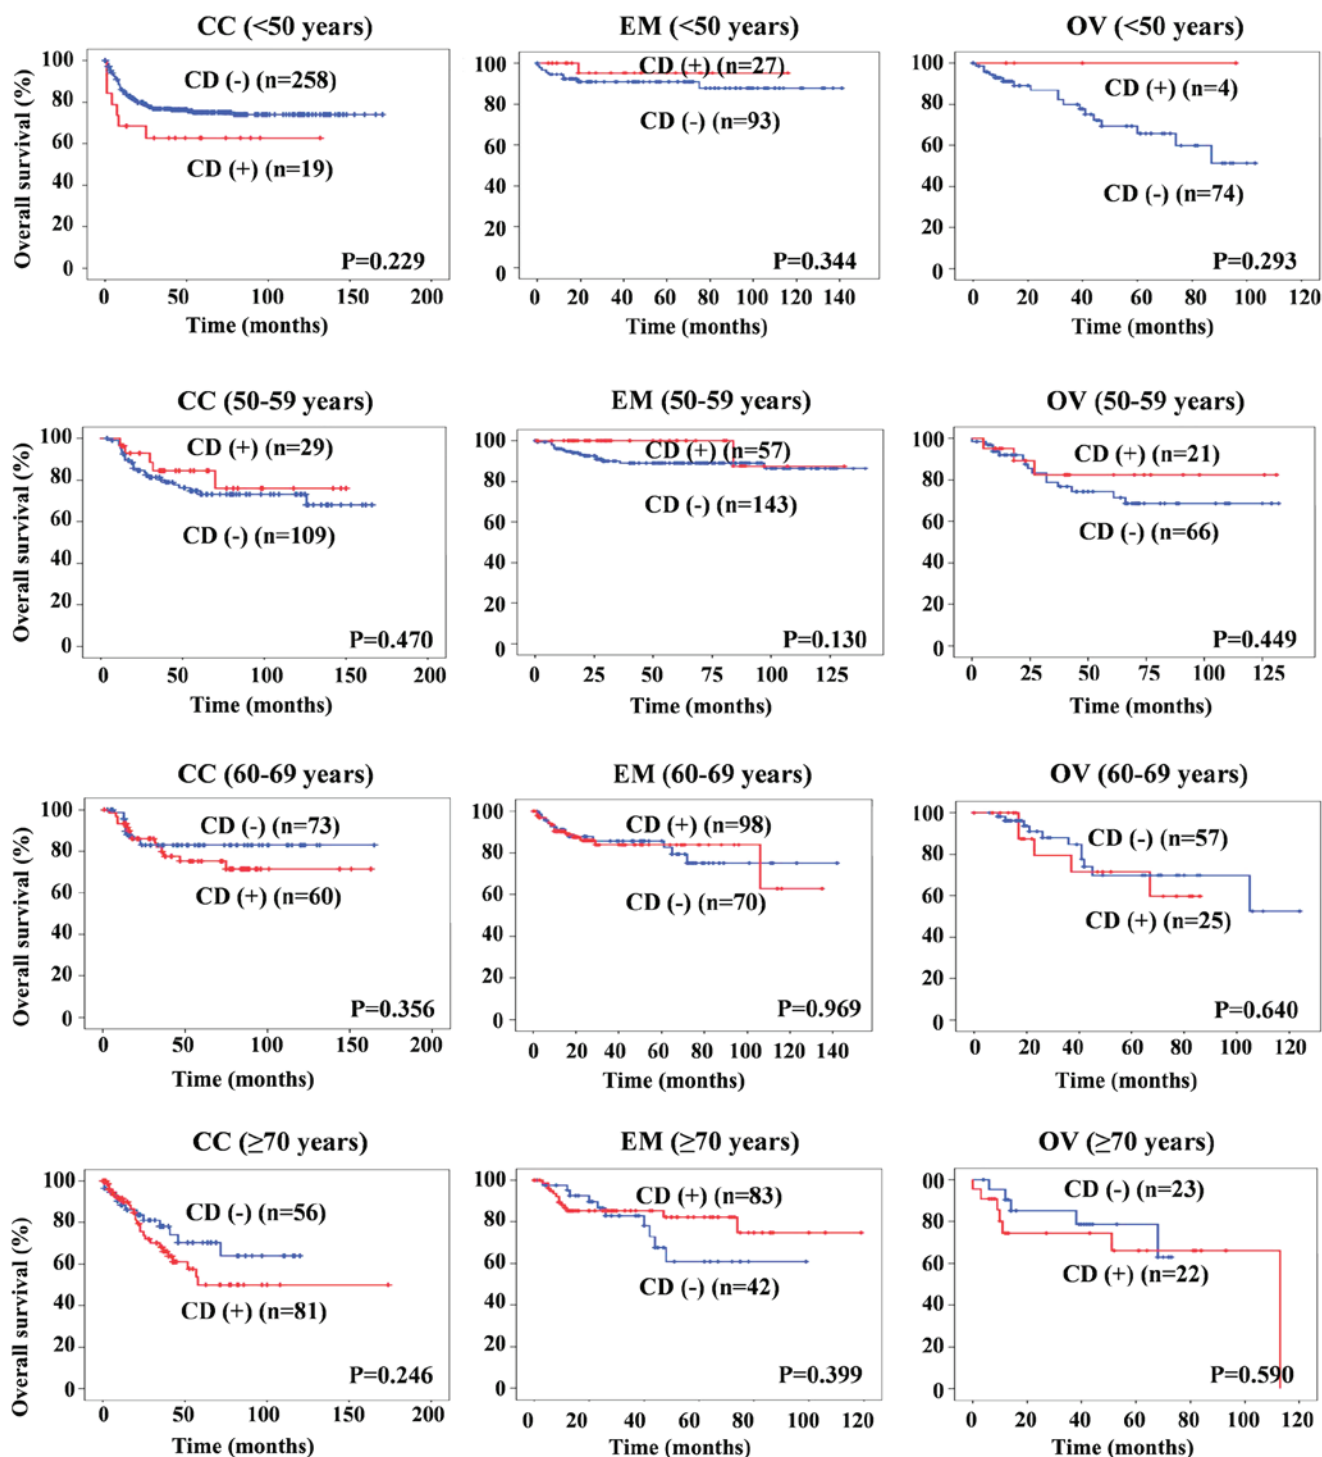 CC (<50 years)
Overall survival (%)
100
80
60
40
20
0
CD (-) (n=258)
CD (+) (n=19)
P=0.229
0 50 100 150 200
Time (months)
EM (<50 years)
100
80
60
40
20
0
CD (+) (n=27)
CD (-) (n=93)
P=0.344
0 20 40 60 80 100 120 140
Time (months)
OV (<50 years)
00
80
60
40
20
0
CD (+) (n=4)
CD (-) (n=74)
P=0.293
0 20 40 60 80 100 120
Time (months)
CC (50-59 years)
Overall survival (%)
100
80
60
40
20
0
CD (+) (n=29)
CD (-) (n=109)
P=0.470
0 50 100 150 200
Time (months)
EM (50-59 years)
100
80
60
40
20
0
CD (+) (n=57)
CD (-) (n=143)
P=0.130
0 25 50 75 100 125
Time (months)
OV (50-59 years)
100
80
60
40
20
0
CD (+) (n=21)
CD (-) (n=66)
P=0.449
0 25 50 75 100 125
Time (months)
CC (60-69 years)
Overall survival (%)
100
80
60
40
20
0
CD (-) (n=73)
CD (+) (n=60)
P=0.356
0 50 100 150 200
Time (months)
EM (60-69 years)
100
80
60
40
20
0
CD (+) (n=98)
CD (-) (n=70)
P=0.969
0 20 40 60 80 100 120 140
Time (months)
OV (60-69 years)
100
80
60
40
20
0
CD (-) (n=57)
CD (+) (n=25)
P=0.640
0 20 40 60 80 100 120
Time (months)
CC (≥70 years)
Overall survival (%)
100
80
60
40
20
0
CD (-) (n=56)
CD (+) (n=81)
P=0.246
0 50 100 150 200
Time (months)
EM (≥70 years)
100
80
60
40
20
0
CD (+) (n=83)
CD (-) (n=42)
P=0.399
0 20 40 60 80 100 120
Time (months)
OV (≥70 years)
00
80
60
40
20
0
CD (-) (n=23)
CD (+) (n=22)
P=0.590
0 20 40 60 80 100 120
Time (months)